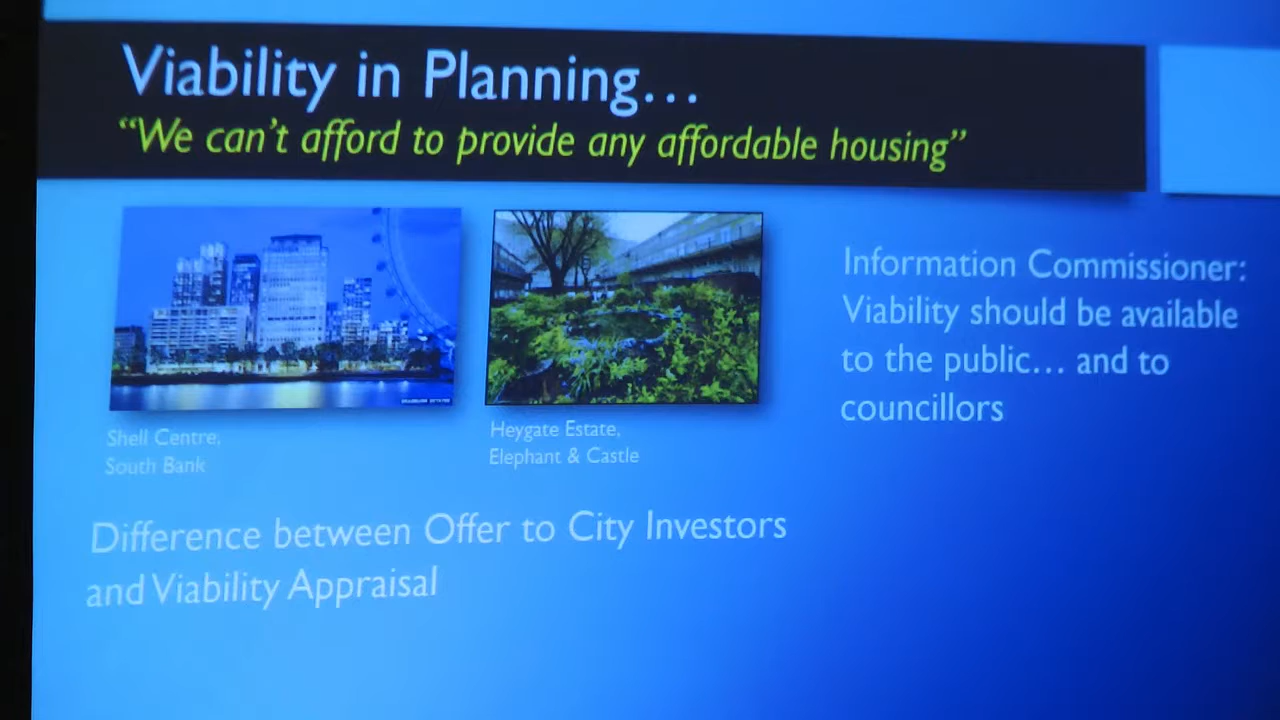 Viability in Planning…
“We can’t afford to provide any affordable housing”
Shell Centre,
South Bank
Heygate Estate,
Elephant & Castle
Information Commissioner:
Viability should be available
to the public… and to
councillors
Difference between Offer to City Investors
and Viability Appraisal